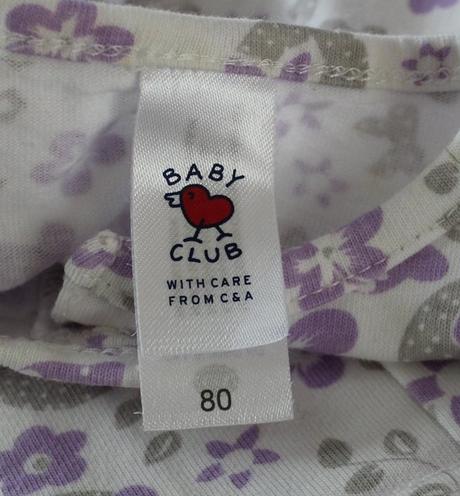 BABY
CLUB
WITH CARE
FROM C&A
80